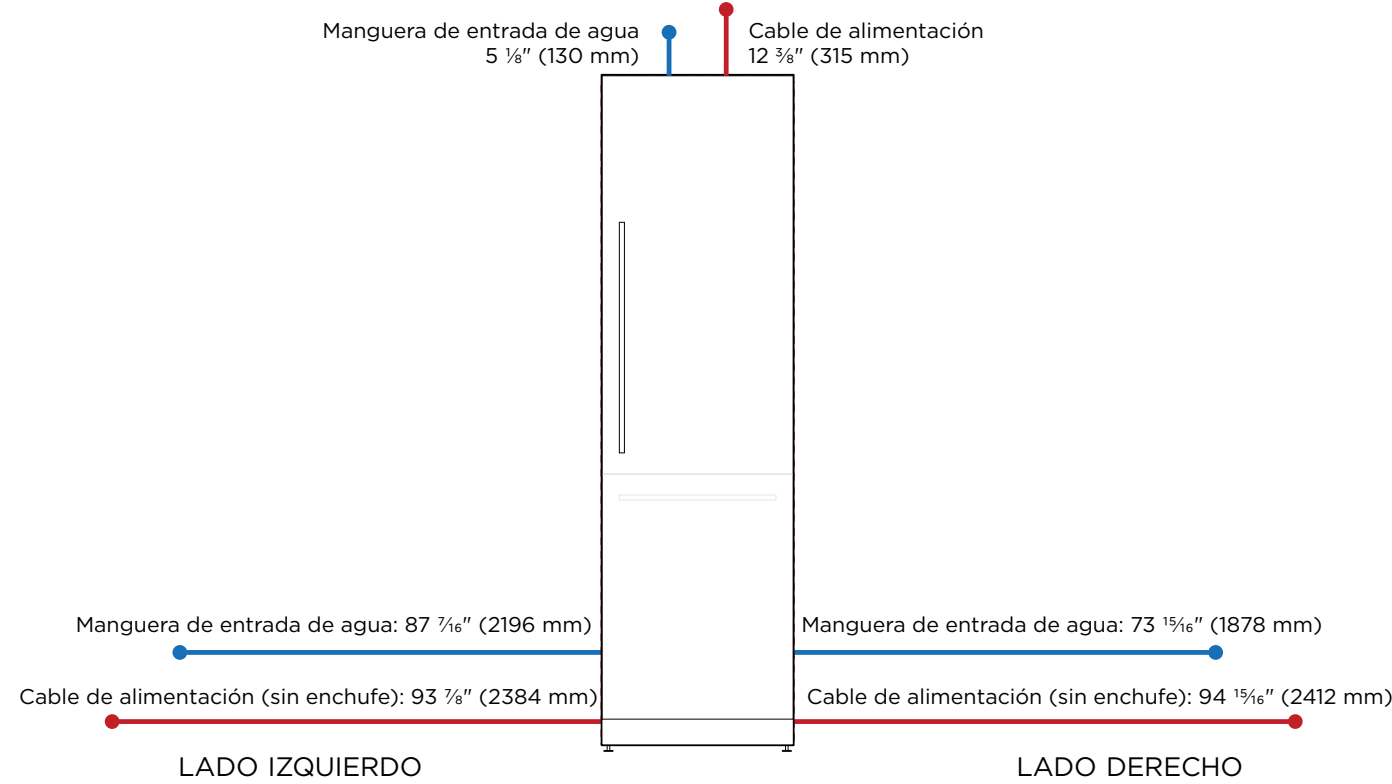 Manguera de entrada de agua
5 ⅛" (130 mm)
Cable de alimentación
12 ⅜" (315 mm)
Manguera de entrada de agua: 87 ⁷⁄₁₆" (2196 mm)
Manguera de entrada de agua: 73 ¹⁵⁄₁₆" (1878 mm)
Cable de alimentación (sin enchufe): 93 ⅞" (2384 mm)
Cable de alimentación (sin enchufe): 94 ¹⁵⁄₁₆" (2412 mm)
LADO IZQUIERDO
LADO DERECHO